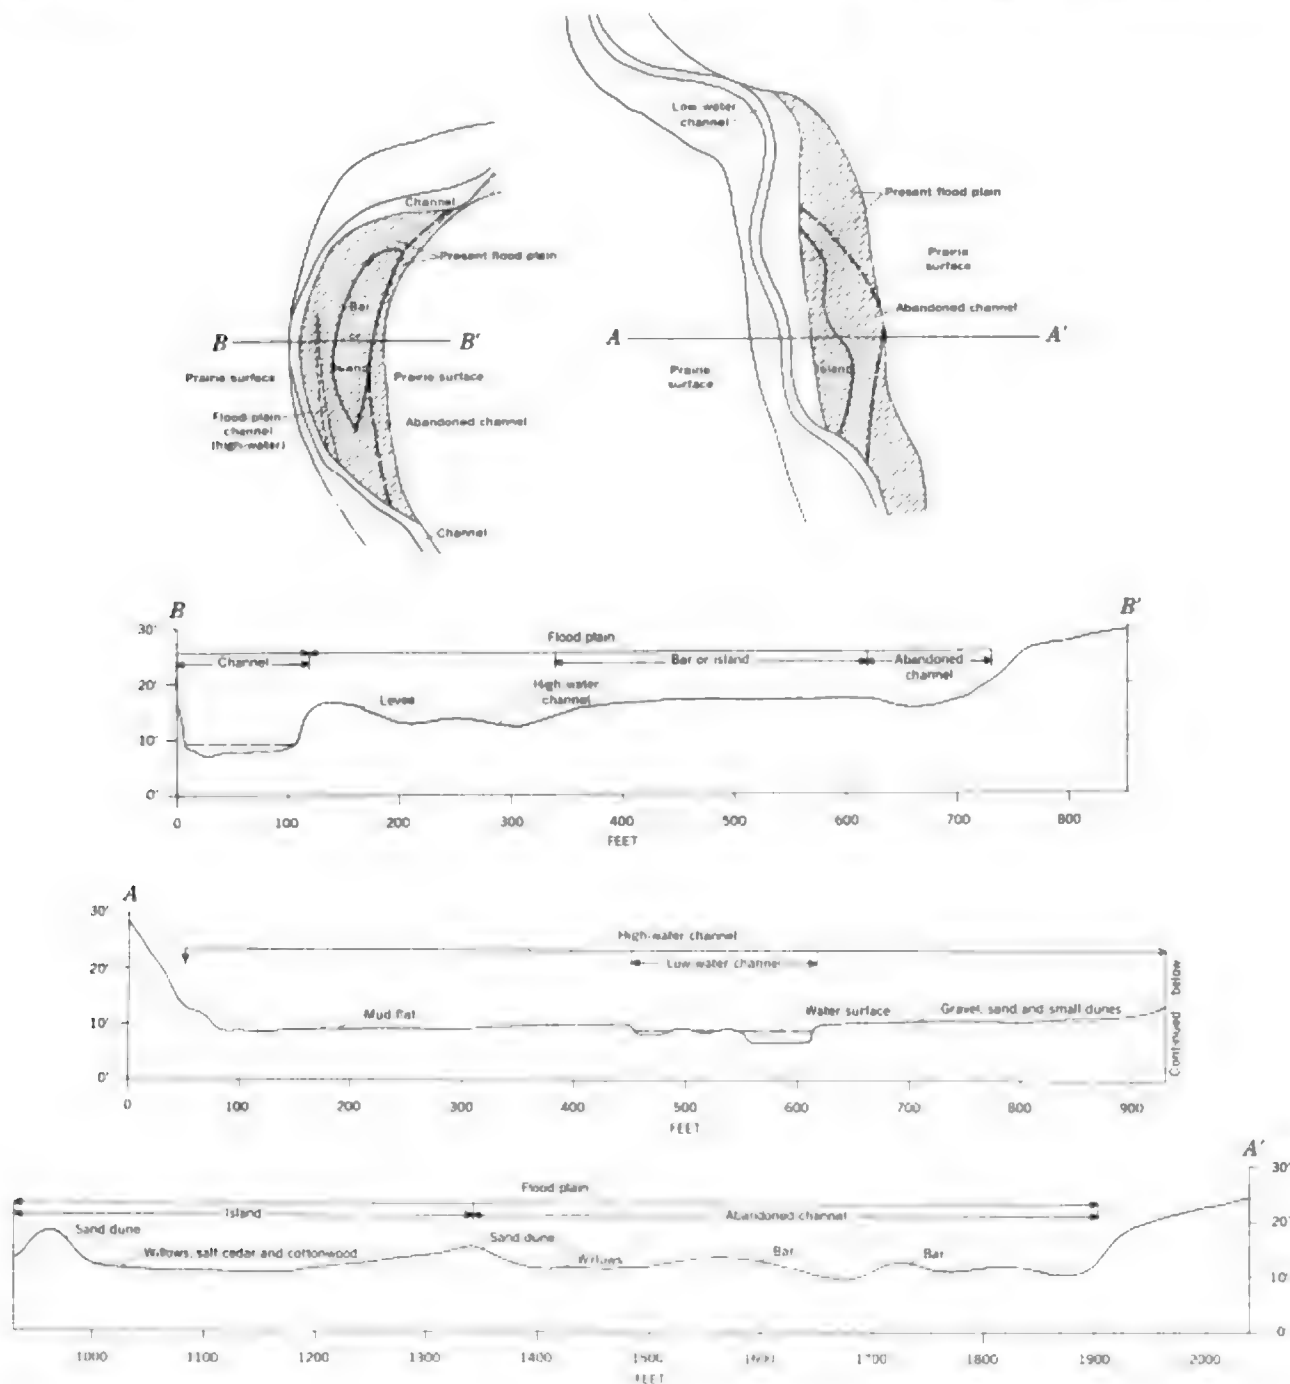 Low water
channel
Present flood plain
Prairie
surface
Abandoned channel
A
A'
Prairie
surface
Island
Channel
Present flood plain
Bar
or
Island
B
B'
Prairie surface
Prairie surface
Flood plain
channel
(high-water)
Abandoned channel
Channel
B
B'
30'
20'
10'
0'
Flood plain
Channel
Bar or island
Abandoned
channel
Levee
High water
channel
0 100 200 300 400 500 600 700 800
FEET
A
30'
20'
10'
0'
High-water channel
Low water channel
Mud flat
Water surface
Gravel, sand and small dunes
Continued below
0 100 200 300 400 500 600 700 800 900
FEET
A'
30'
20'
10'
0
Flood plain
Island
Abandoned channel
Sand dune
Willows, salt cedar and cottonwood
Sand dune
Willows
Bar
Bar
1000 1100 1200 1300 1400 1500 1600 1700 1800 1900 2000
FEET